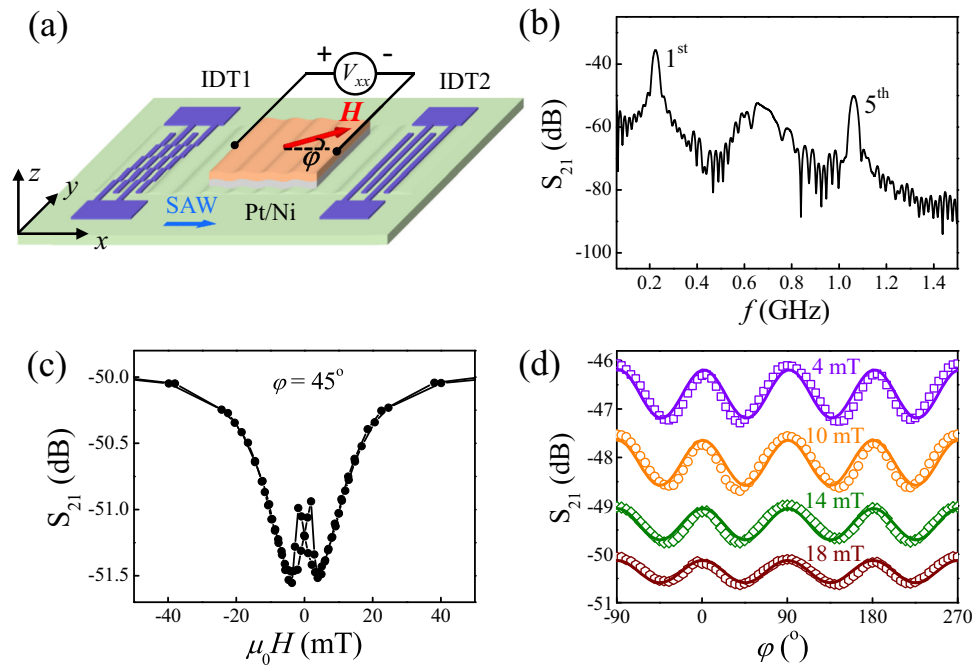 (a)
+ V_xx -
IDT1
IDT2
H
φ
z
y
x
SAW
Pt/Ni
(b)
S₂₁ (dB)
-40
-60
-80
-100
1st
5th
0.2 0.4 0.6 0.8 1.0 1.2 1.4
f (GHz)
(c)
φ = 45°
S₂₁ (dB)
-50.0
-50.5
-51.0
-51.5
-40 -20 0 20 40
μ₀H (mT)
(d)
S₂₁ (dB)
-46
-47
-48
-49
-50
-51
4 mT
10 mT
14 mT
18 mT
-90 0 90 180 270
φ (°)